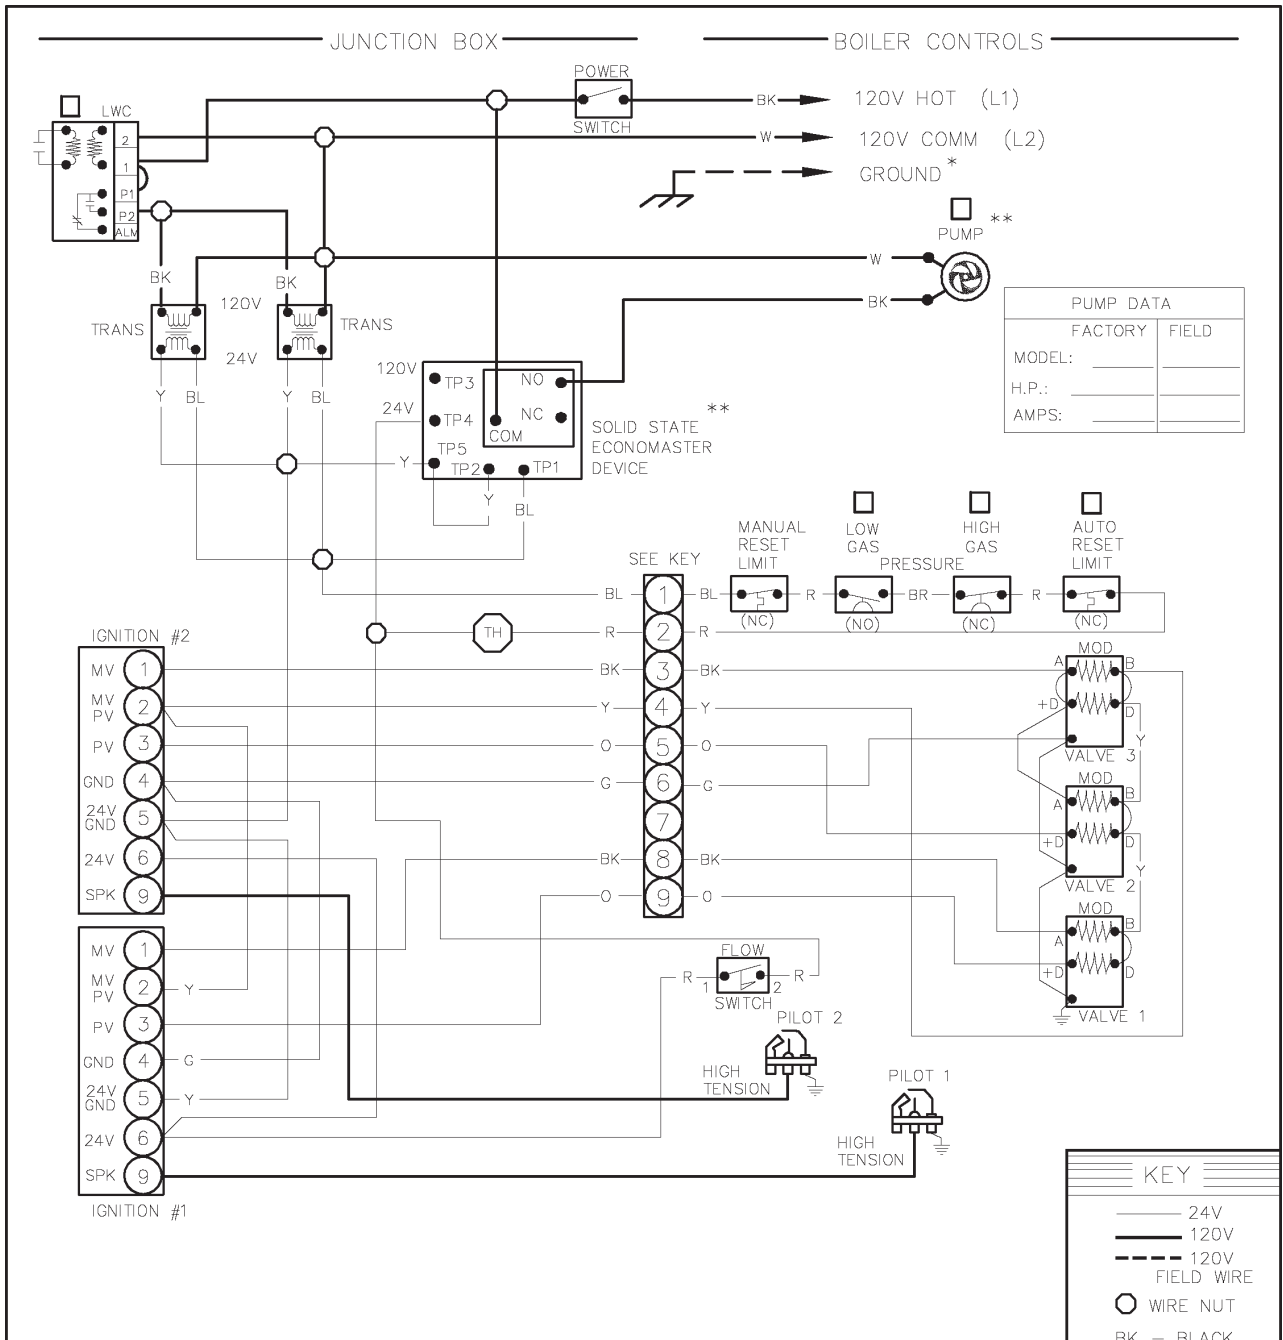 JUNCTION BOX
BOILER CONTROLS
POWER
SWITCH
BK
120V HOT (L1)
LWC
2
1
P1
P2
ALM
W
120V COMM (L2)
GROUND *
PUMP **
W
BK
BK
BK
120V
TRANS
TRANS
24V
Y
BL
Y
BL
PUMP DATA
FACTORY
FIELD
MODEL:
H.P.:
AMPS:
120V
TP3
NO
24V
TP4
NC
COM
TP5
Y
TP2
TP1
Y
BL
SOLID STATE **
ECONOMASTER
DEVICE
MANUAL
RESET
LIMIT
LOW
GAS
HIGH
GAS
PRESSURE
AUTO
RESET
LIMIT
SEE KEY
BL
1
BL
R
BR
R
(NC)
(NO)
(NC)
(NC)
TH
R
2
R
IGNITION #2
MV
1
BK
3
BK
MV
PV
2
Y
4
Y
PV
3
O
5
O
GND
4
G
6
G
24V
GND
5
7
24V
6
BK
8
BK
SPK
9
O
9
O
MOD
A
B
+D
D
Y
VALVE 3
MOD
A
B
+D
D
Y
VALVE 2
MOD
A
B
+D
D
VALVE 1
MV
1
MV
PV
2
Y
PV
3
GND
4
G
24V
GND
5
Y
24V
6
SPK
9
IGNITION #1
FLOW
R
1
2
R
SWITCH
PILOT 2
HIGH
TENSION
PILOT 1
HIGH
TENSION
KEY
24V
120V
120V
FIELD WIRE
WIRE NUT
BK - BLACK